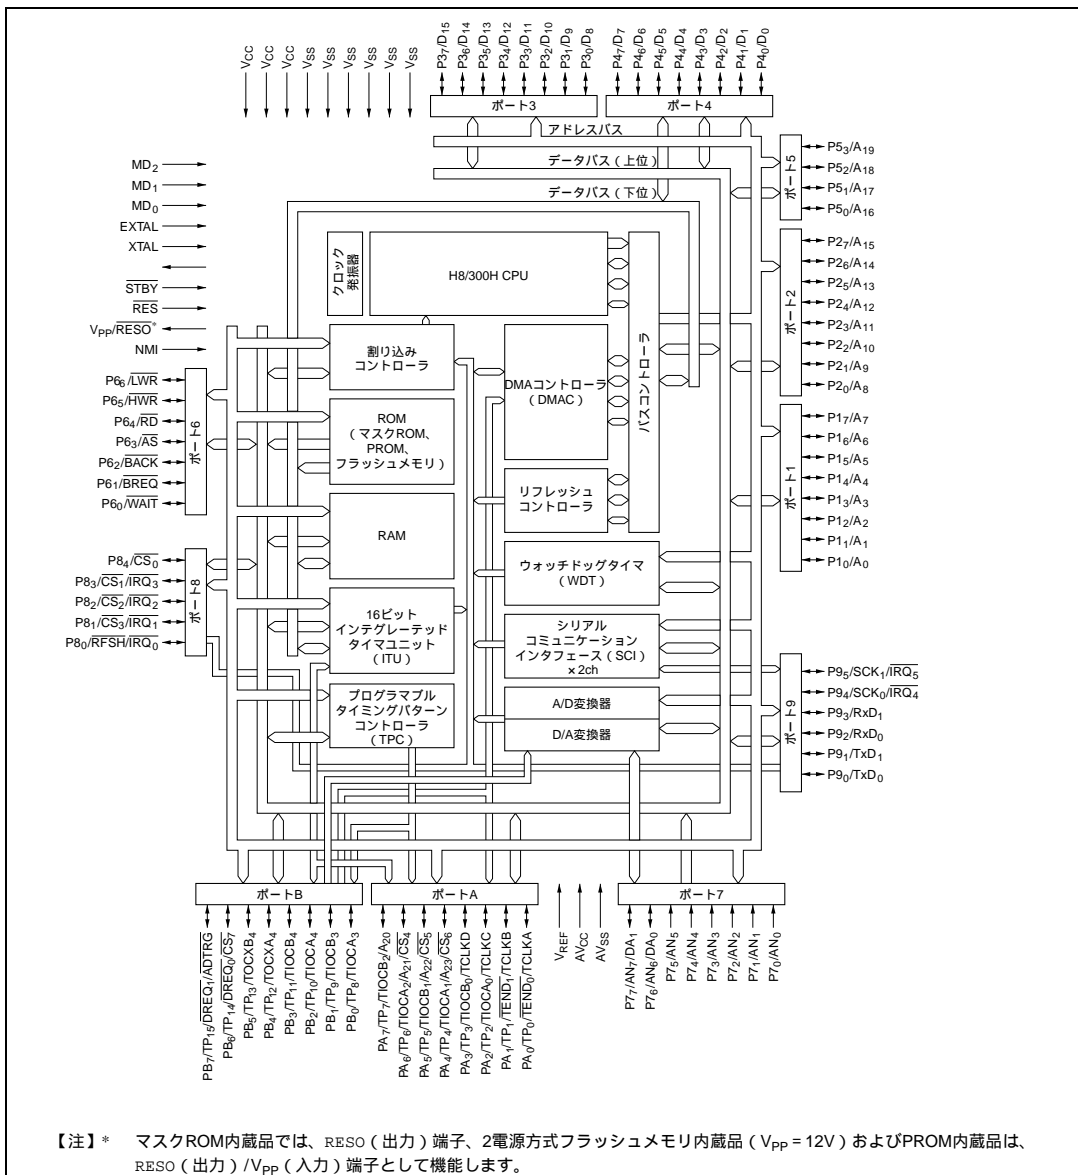 VCC
VCC
VCC
VSS
VSS
VSS
VSS
VSS
VSS
P37/D15
P36/D14
P35/D13
P34/D12
P33/D11
P32/D10
P31/D9
P30/D8
P47/D7
P46/D6
P45/D5
P44/D4
P43/D3
P42/D2
P41/D1
P40/D0
ポート3
ポート4
アドレスバス
データバス（上位）
データバス（下位）
MD2
MD1
MD0
EXTAL
XTAL
STBY
RES
VPP/RESO*
NMI
ポート5
P53/A19
P52/A18
P51/A17
P50/A16
ポート2
P27/A15
P26/A14
P25/A13
P24/A12
P23/A11
P22/A10
P21/A9
P20/A8
ポート1
P17/A7
P16/A6
P15/A5
P14/A4
P13/A3
P12/A2
P11/A1
P10/A0
クロック
発振器
H8/300H CPU
バスコントローラ
割り込み
コントローラ
DMAコントローラ
（DMAC）
ROM
（マスクROM、
PROM、
フラッシュメモリ）
リフレッシュ
コントローラ
RAM
ウォッチドッグタイマ
（WDT）
16ビット
インテグレーテッド
タイマユニット
（ITU）
シリアル
コミュニケーション
インタフェース（SCI）
×2ch
プログラマブル
タイミングパターン
コントローラ
（TPC）
A/D変換器
D/A変換器
P66/LWR
P65/HWR
P64/RD
P63/AS
P62/BACK
P61/BREQ
P60/WAIT
ポート6
P84/CS0
P83/CS1/IRQ3
P82/CS2/IRQ2
P81/CS3/IRQ1
P80/RFSH/IRQ0
ポート8
ポート9
P95/SCK1/IRQ5
P94/SCK0/IRQ4
P93/RxD1
P92/RxD0
P91/TxD1
P90/TxD0
ポートB
ポートA
ポート7
PB7/TP15/DREQ1/ADTRG
PB6/TP14/DREQ0/CS7
PB5/TP13/TOCXB4
PB4/TP12/TOCXA4
PB3/TP11/TIOCB4
PB2/TP10/TIOCA4
PB1/TP9/TIOCB3
PB0/TP8/TIOCA3
PA7/TP7/TIOCB2/A20
PA6/TP6/TIOCA2/A21/CS4
PA5/TP5/TIOCB1/A22/CS5
PA4/TP4/TIOCA1/A23/CS6
PA3/TP3/TIOCB0/TCLKD
PA2/TP2/TIOCA0/TCLKC
PA1/TP1/TEND1/TCLKB
PA0/TP0/TEND0/TCLKA
VREF
AVCC
AVSS
P77/AN7/DA1
P76/AN6/DA0
P75/AN5
P74/AN4
P73/AN3
P72/AN2
P71/AN1
P70/AN0
【注】* マスクROM内蔵品では、RESO（出力）端子、2電源方式フラッシュメモリ内蔵品（VPP = 12V）およびPROM内蔵品は、
RESO（出力）/VPP（入力）端子として機能します。